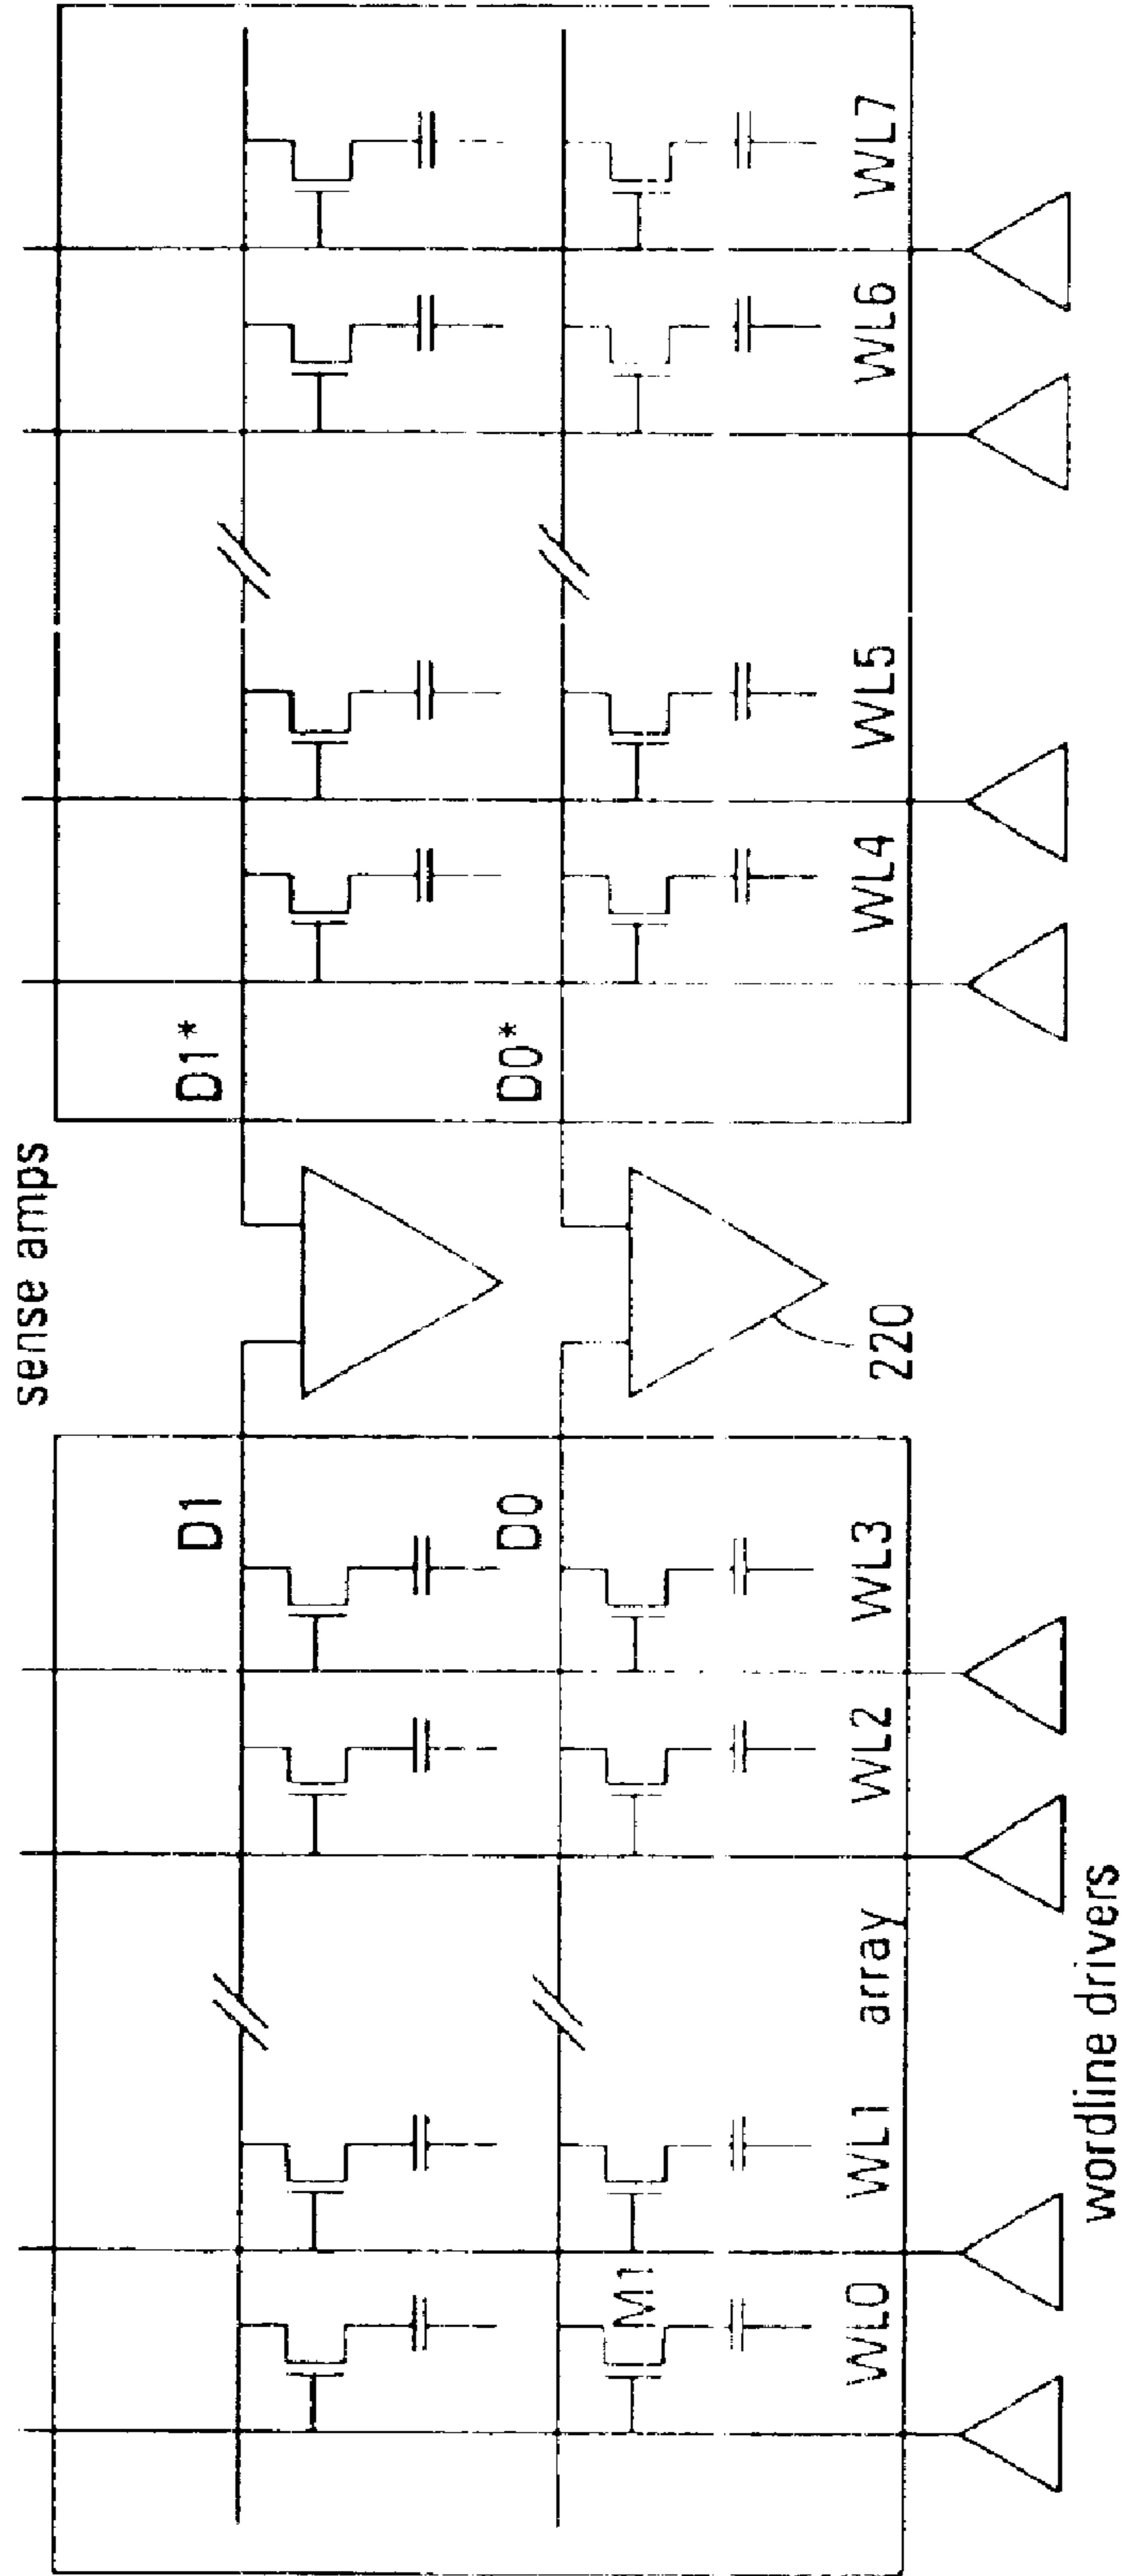 sense amps
D1
D1*
D0
D0*
M1
220
WL0
WL1
array
WL2
WL3
WL4
WL5
WL6
WL7
wordline drivers